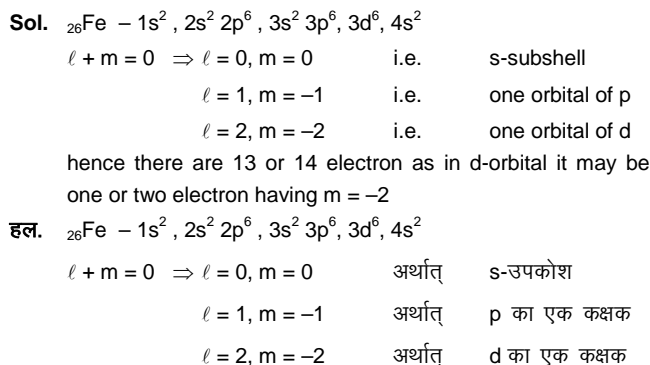 Sol. ₂₆Fe – 1s² , 2s² 2p⁶ , 3s² 3p⁶, 3d⁶, 4s²
ℓ + m = 0 ⇒ ℓ = 0, m = 0 i.e. s-subshell
ℓ = 1, m = –1 i.e. one orbital of p
ℓ = 2, m = –2 i.e. one orbital of d
hence there are 13 or 14 electron as in d-orbital it may be
one or two electron having m = –2
हल. ₂₆Fe – 1s² , 2s² 2p⁶ , 3s² 3p⁶, 3d⁶, 4s²
ℓ + m = 0 ⇒ ℓ = 0, m = 0 अर्थात् s-उपकोश
ℓ = 1, m = –1 अर्थात् p का एक कक्षक
ℓ = 2, m = –2 अर्थात् d का एक कक्षक